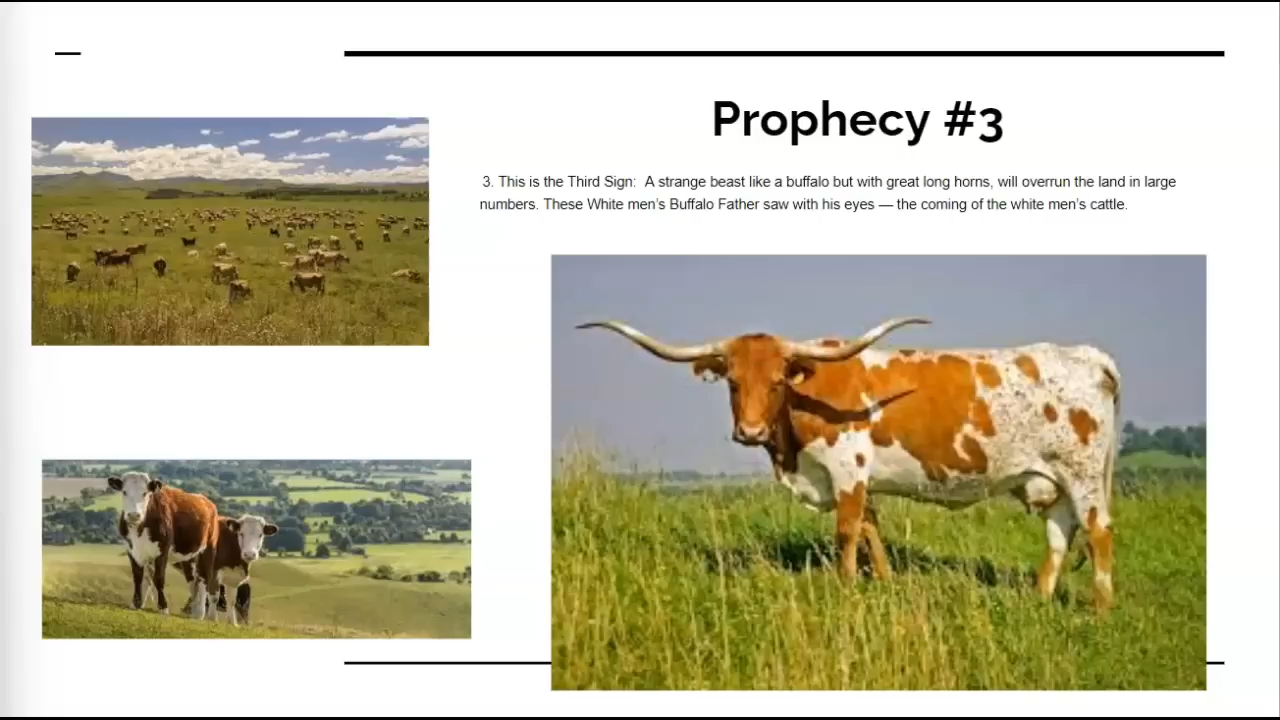 Prophecy #3
3. This is the Third Sign:  A strange beast like a buffalo but with great long horns, will overrun the land in large
numbers. These White men’s Buffalo Father saw with his eyes — the coming of the white men’s cattle.